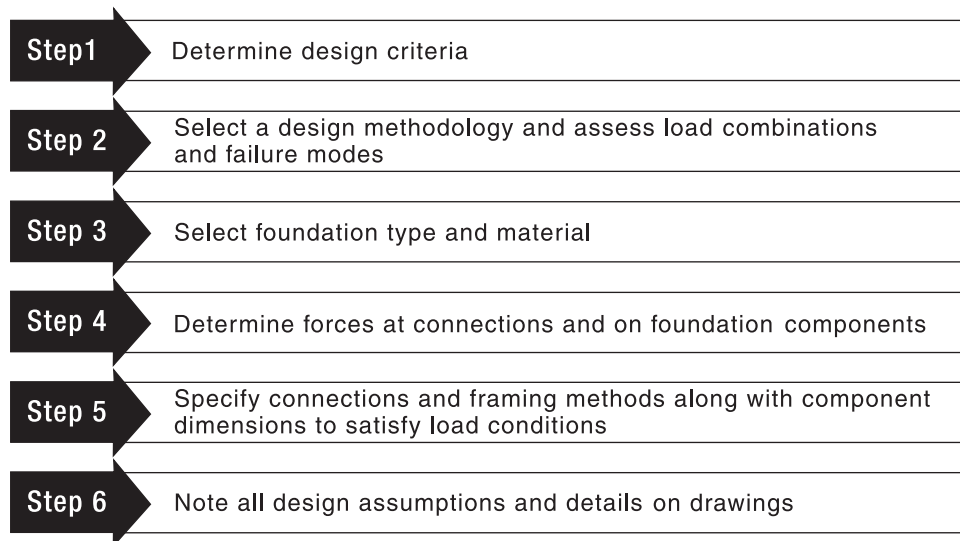 Step1
Determine design criteria
Step 2
Select a design methodology and assess load combinations
and failure modes
Step 3
Select foundation type and material
Step 4
Determine forces at connections and on foundation components
Step 5
Specify connections and framing methods along with component
dimensions to satisfy load conditions
Step 6
Note all design assumptions and details on drawings